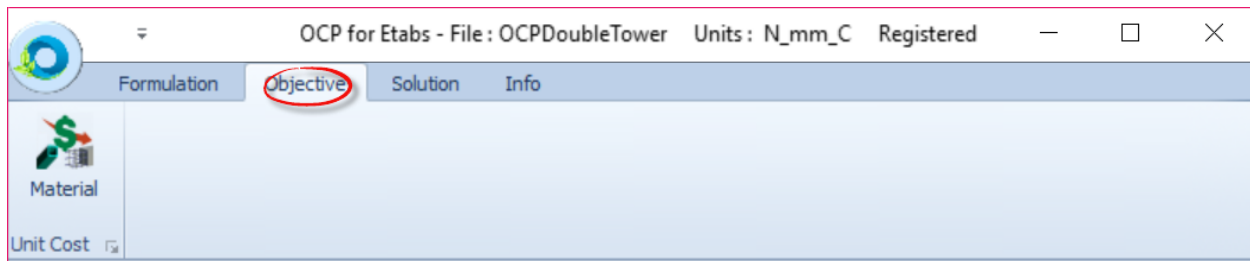 OCP for Etabs - File : OCPDoubleTower Units : N_mm_C Registered
Formulation Objective Solution Info
Material
Unit Cost